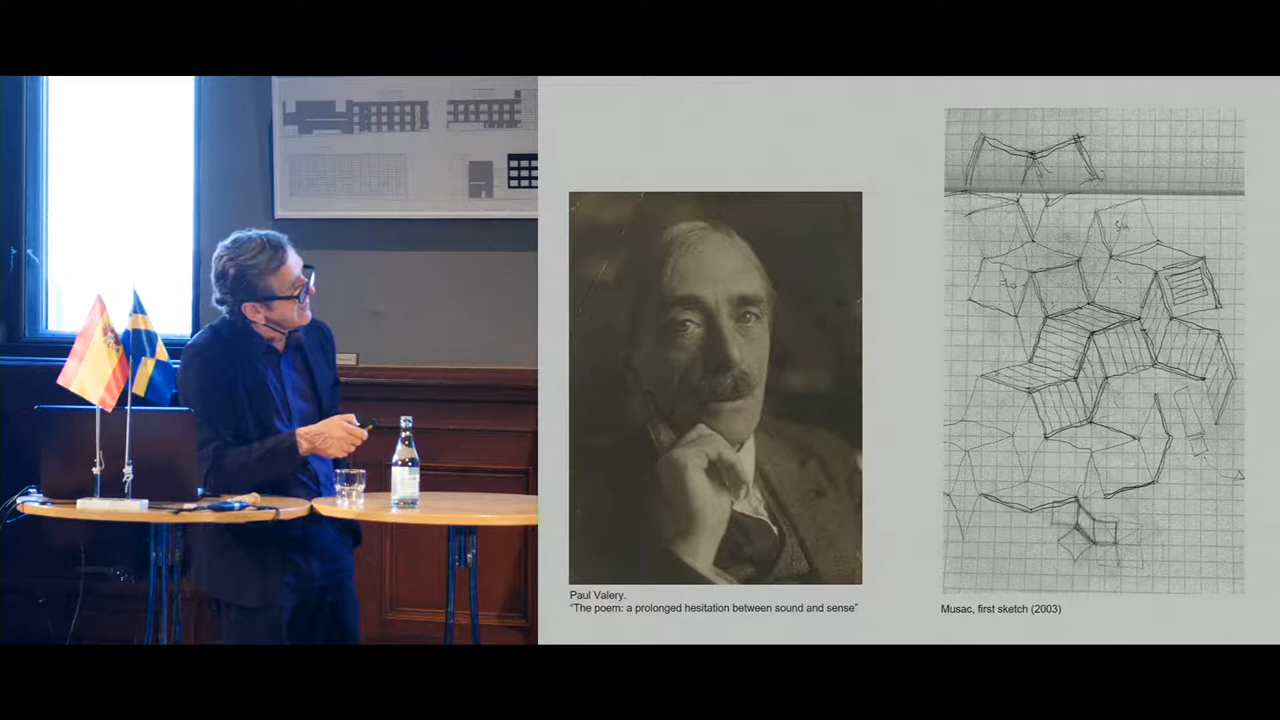 Paul Valery.
“The poem: a prolonged hesitation between sound and sense”
Musac, first sketch (2003)